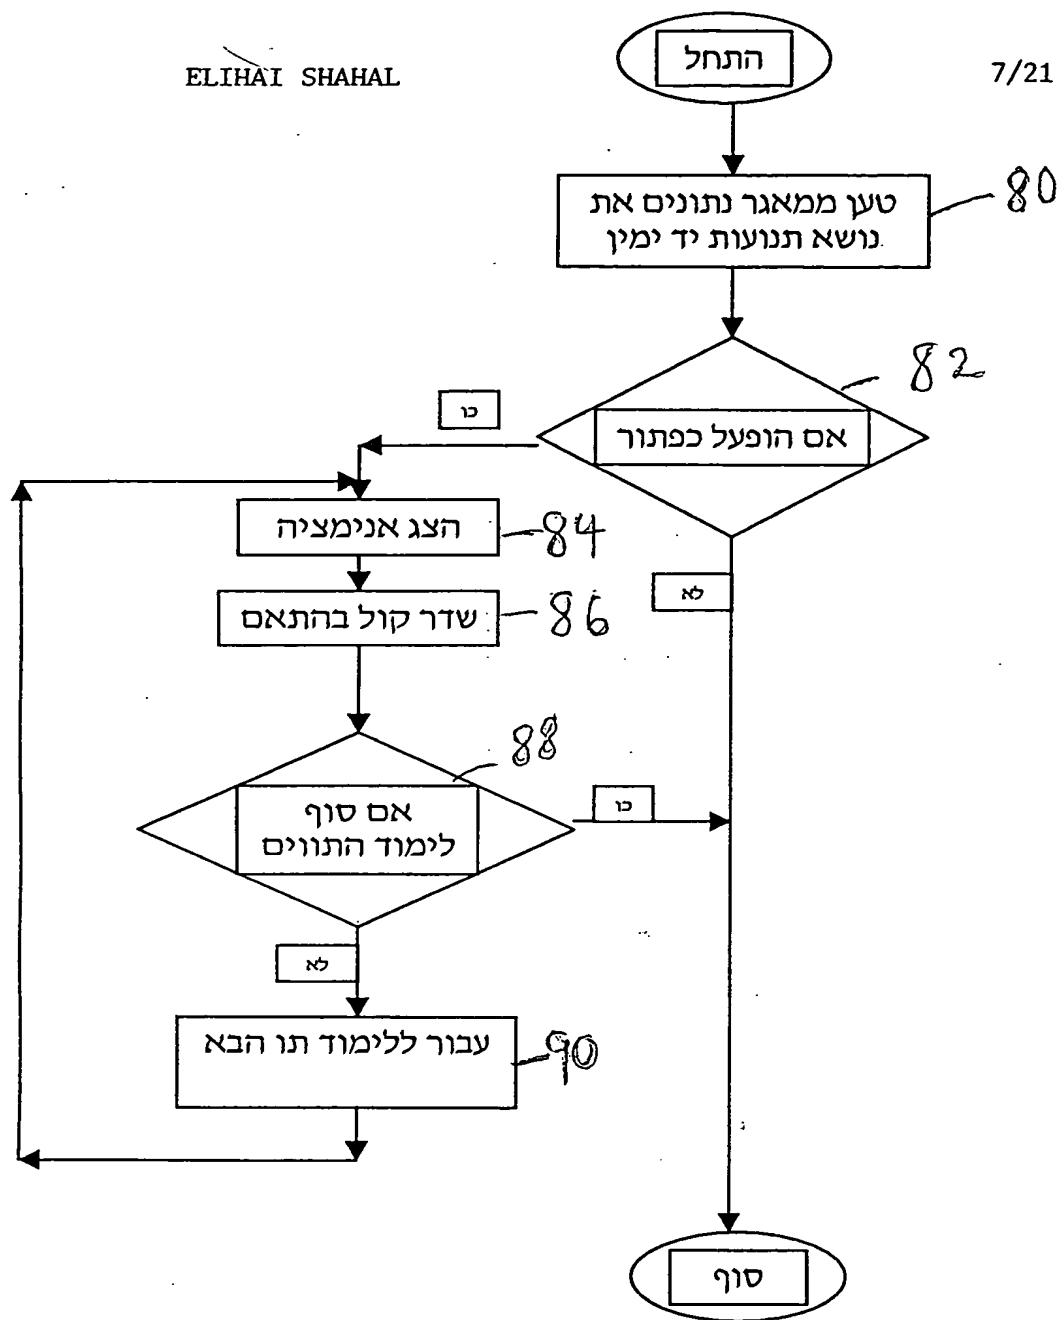 ELIHAI SHAHAL
7/21
התחל
טען ממאגר נתונים את
נושא תנועות יד ימין
80
82
אם הופעל כפתור
כן
הצג אנימציה
84
לא
שדר קול בהתאם
86
88
אם סוף
לימוד התווים
כן
לא
עבור ללימוד תו הבא
90
סוף